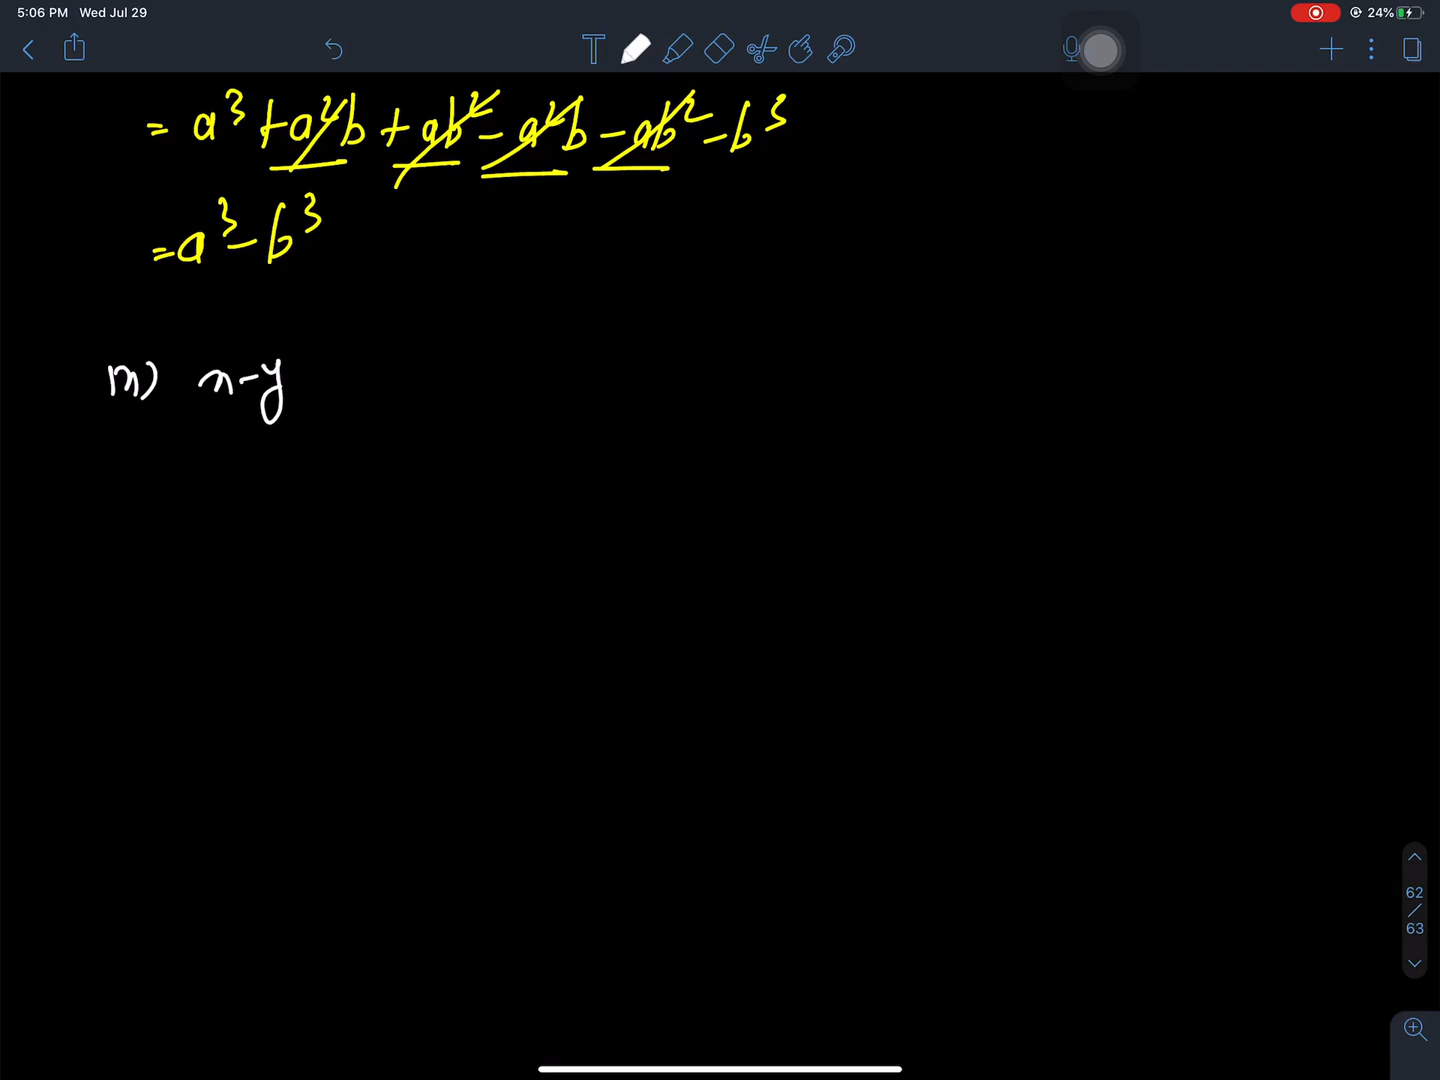 5:06 PM Wed Jul 29 24%
= a³ + a²b + ab² - a²b - ab² - b³
= a³ - b³
m) x - y
62
/
63